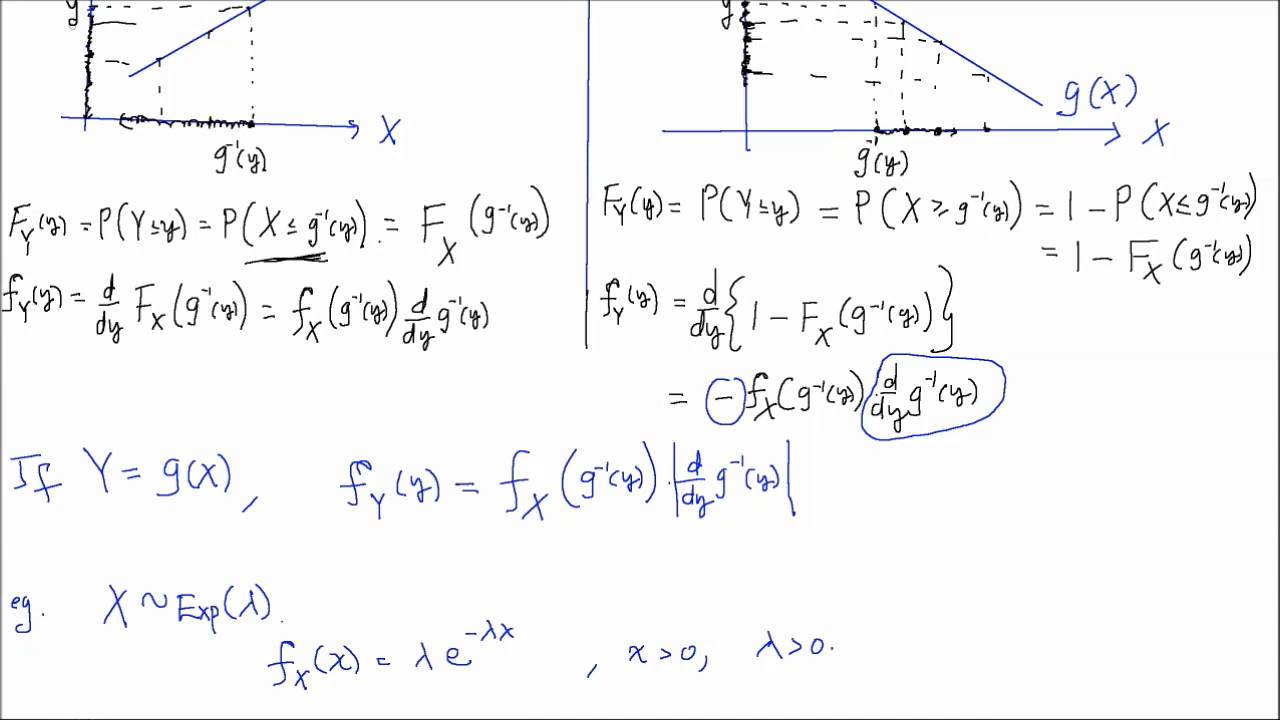 y
X
g⁻¹(y)
F_Y(y) = P(Y ≤ y) = P(X ≤ g⁻¹(y)) = F_X(g⁻¹(y))
f_Y(y) = d/dy F_X(g⁻¹(y)) = f_X(g⁻¹(y)) d/dy g⁻¹(y)
y
g(X)
X
g⁻¹(y)
F_Y(y) = P(Y ≤ y) = P(X ≥ g⁻¹(y)) = 1 − P(X ≤ g⁻¹(y))
= 1 − F_X(g⁻¹(y))
f_Y(y) = d/dy {1 − F_X(g⁻¹(y))}
= − f_X(g⁻¹(y)) d/dy g⁻¹(y)
If Y = g(X), f_Y(y) = f_X(g⁻¹(y)) · |d/dy g⁻¹(y)|
eg. X ~ Exp(λ).
f_X(x) = λ e^{−λx} , x > 0, λ > 0.